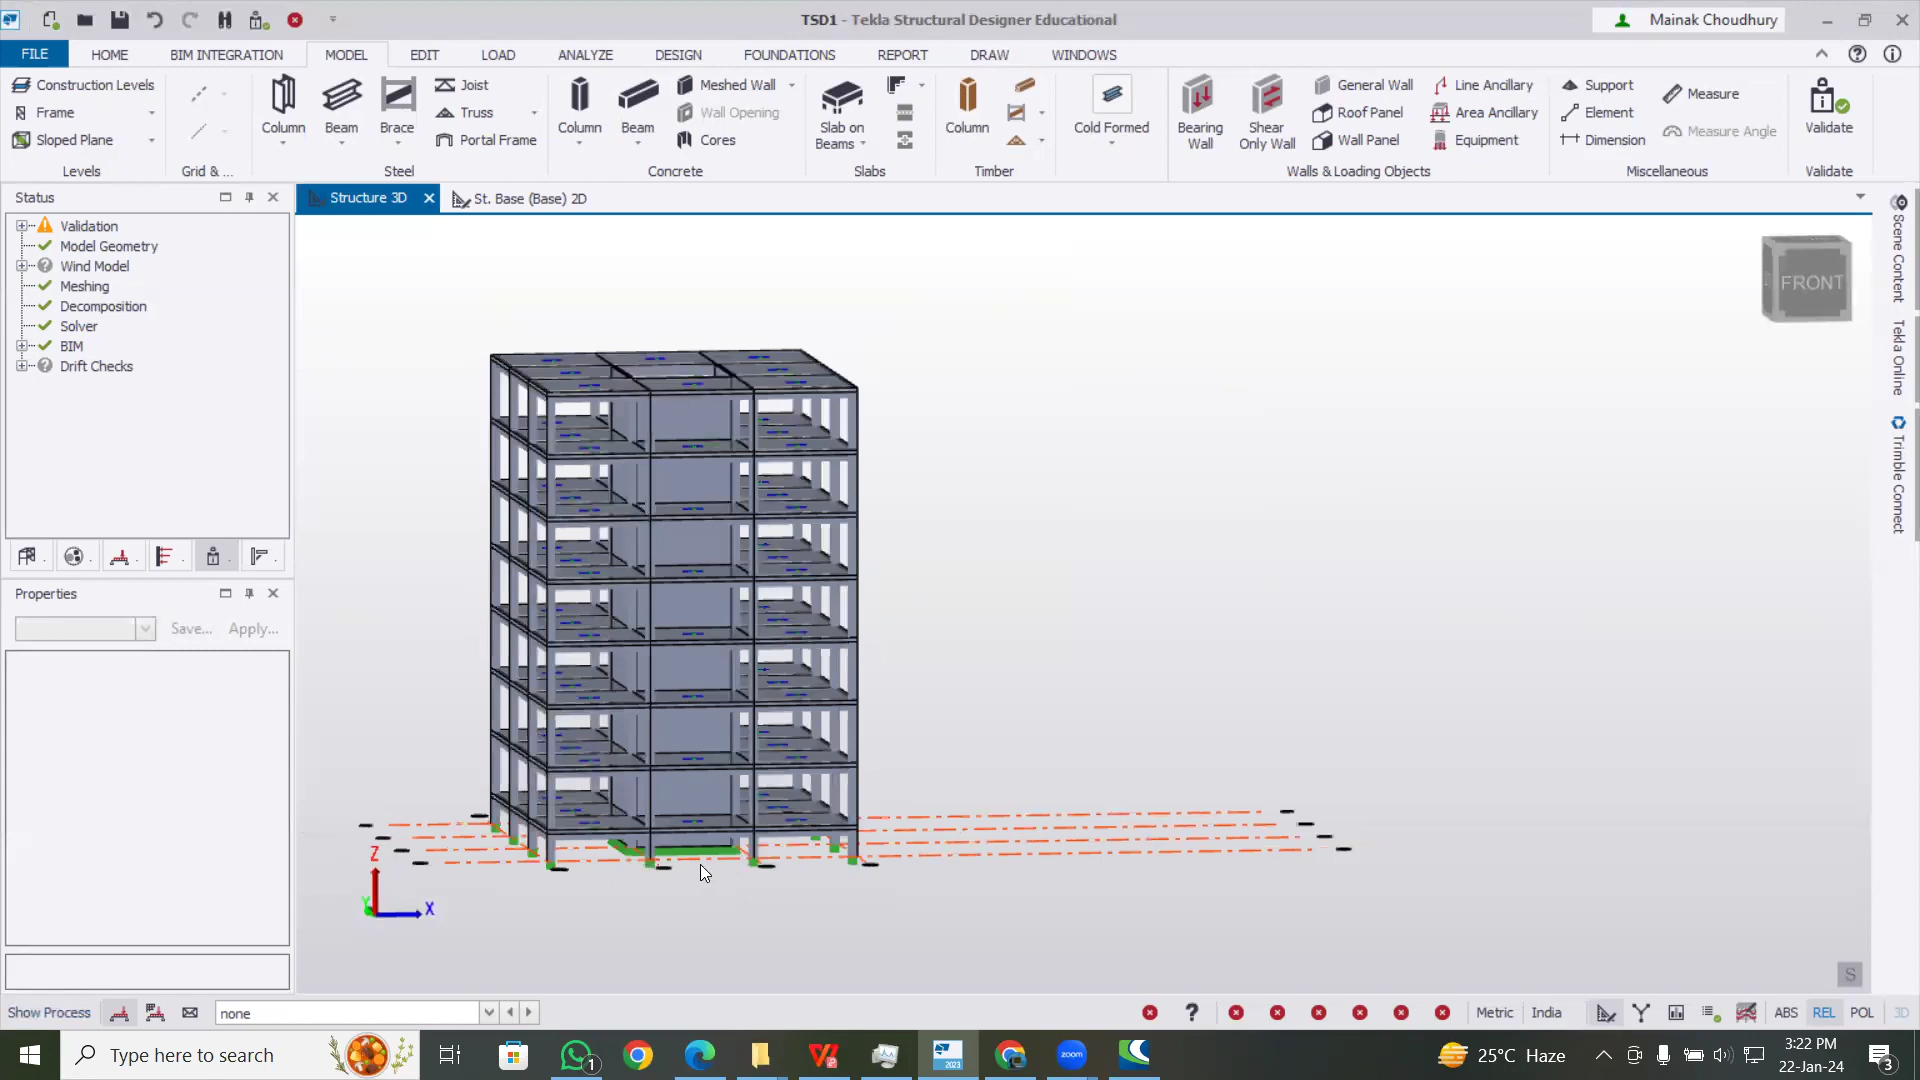 TSD1 - Tekla Structural Designer Educational
Mainak Choudhury
FILE HOME BIM INTEGRATION MODEL EDIT LOAD ANALYZE DESIGN FOUNDATIONS REPORT DRAW WINDOWS
Construction Levels
Frame
Sloped Plane
Levels
Grid & ...
Column
Beam
Brace
Joist
Truss
Portal Frame
Steel
Column
Beam
Meshed Wall
Wall Opening
Cores
Concrete
Slab on
Beams
Slabs
Column
Timber
Cold Formed
Bearing
Wall
Shear
Only Wall
General Wall
Roof Panel
Wall Panel
Line Ancillary
Area Ancillary
Equipment
Walls & Loading Objects
Support
Element
Dimension
Measure
Measure Angle
Miscellaneous
Validate
Validate
Status
Validation
Model Geometry
Wind Model
Meshing
Decomposition
Solver
BIM
Drift Checks
Properties
Save... Apply...
Structure 3D
St. Base (Base) 2D
FRONT
Z
Y
X
S
Scene Content
Tekla Online
Trimble Connect
Show Process
none
Metric India ABS REL POL 3D
Type here to search
1
2023
zoom
25°C Haze
3:22 PM
22-Jan-24
3